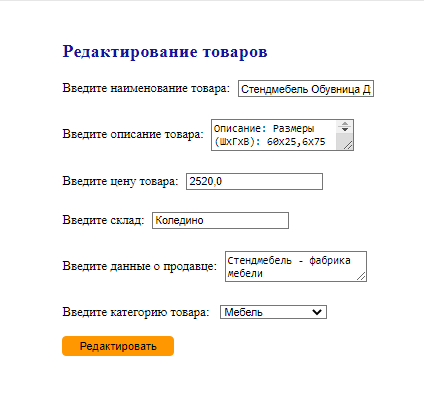 Редактирование товаров
Введите наименование товара: Стендмебель Обувница Д
Введите описание товара: Описание: Размеры
(ШхГхВ): 60х25,6х75
Введите цену товара: 2520,0
Введите склад: Коледино
Введите данные о продавце: Стендмебель - фабрика
мебели
Введите категорию товара: Мебель
Редактировать